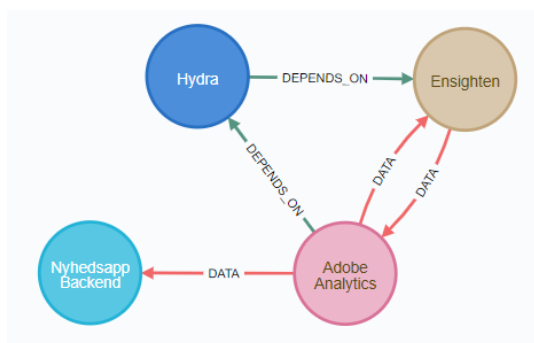 Hydra
DEPENDS_ON
Ensighten
DEPENDS_ON
DATA
DATA
Nyhedsapp
Backend
DATA
Adobe
Analytics